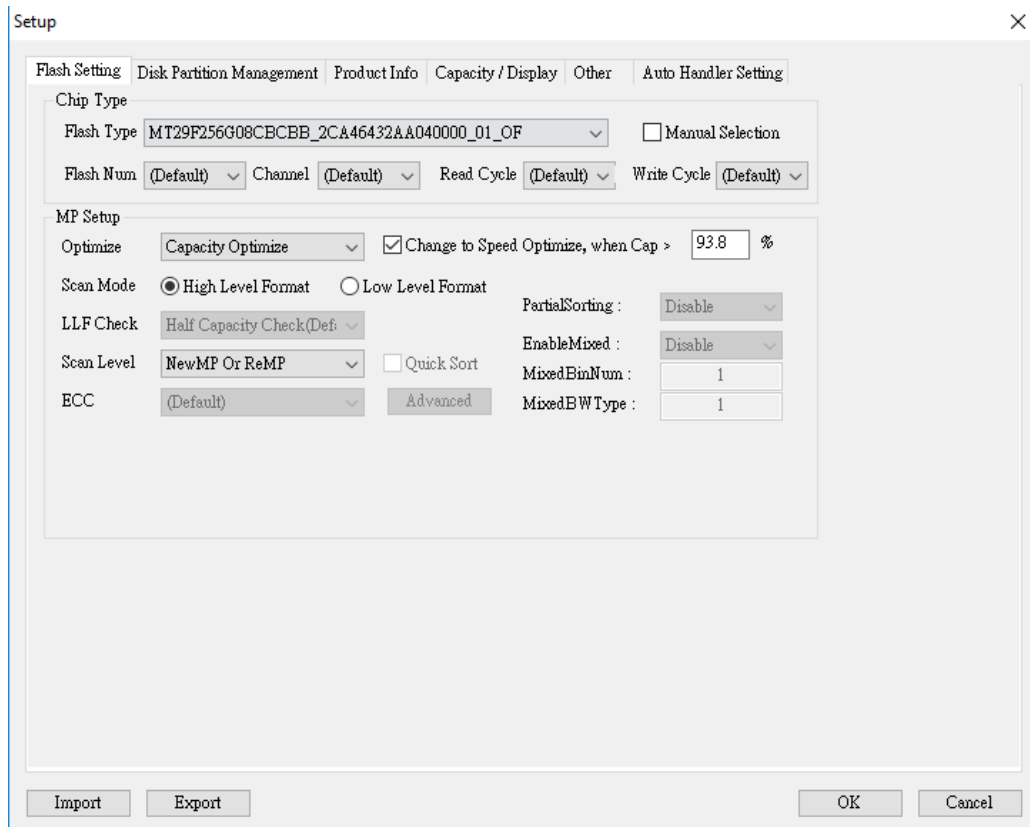 Setup
Flash Setting Disk Partition Management Product Info Capacity / Display Other Auto Handler Setting
Chip Type
Flash Type MT29F256G08CBCBB_2CA46432AA040000_01_OF Manual Selection
Flash Num (Default) Channel (Default) Read Cycle (Default) Write Cycle (Default)
MP Setup
Optimize Capacity Optimize Change to Speed Optimize, when Cap > 93.8 %
Scan Mode High Level Format Low Level Format
PartialSorting : Disable
LLF Check Half Capacity Check(Defa
EnableMixed : Disable
Scan Level NewMP Or ReMP Quick Sort
MixedBinNum : 1
ECC (Default) Advanced
MixedBWType : 1
Import Export OK Cancel